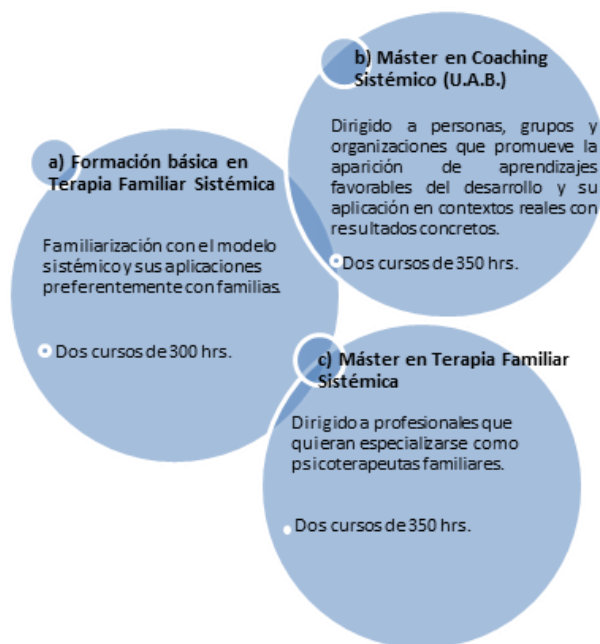 a) Formación básica en
Terapia Familiar Sistémica
Familiarización con el modelo
sistémico y sus aplicaciones
preferentemente con familias.
Dos cursos de 300 hrs.
b) Máster en Coaching
Sistémico (U.A.B.)
Dirigido a personas, grupos y
organizaciones que promueve la
aparición de aprendizajes
favorables del desarrollo y su
aplicación en contextos reales con
resultados concretos.
Dos cursos de 350 hrs.
c) Máster en Terapia Familiar
Sistémica
Dirigido a profesionales que
quieran especializarse como
psicoterapeutas familiares.
Dos cursos de 350 hrs.